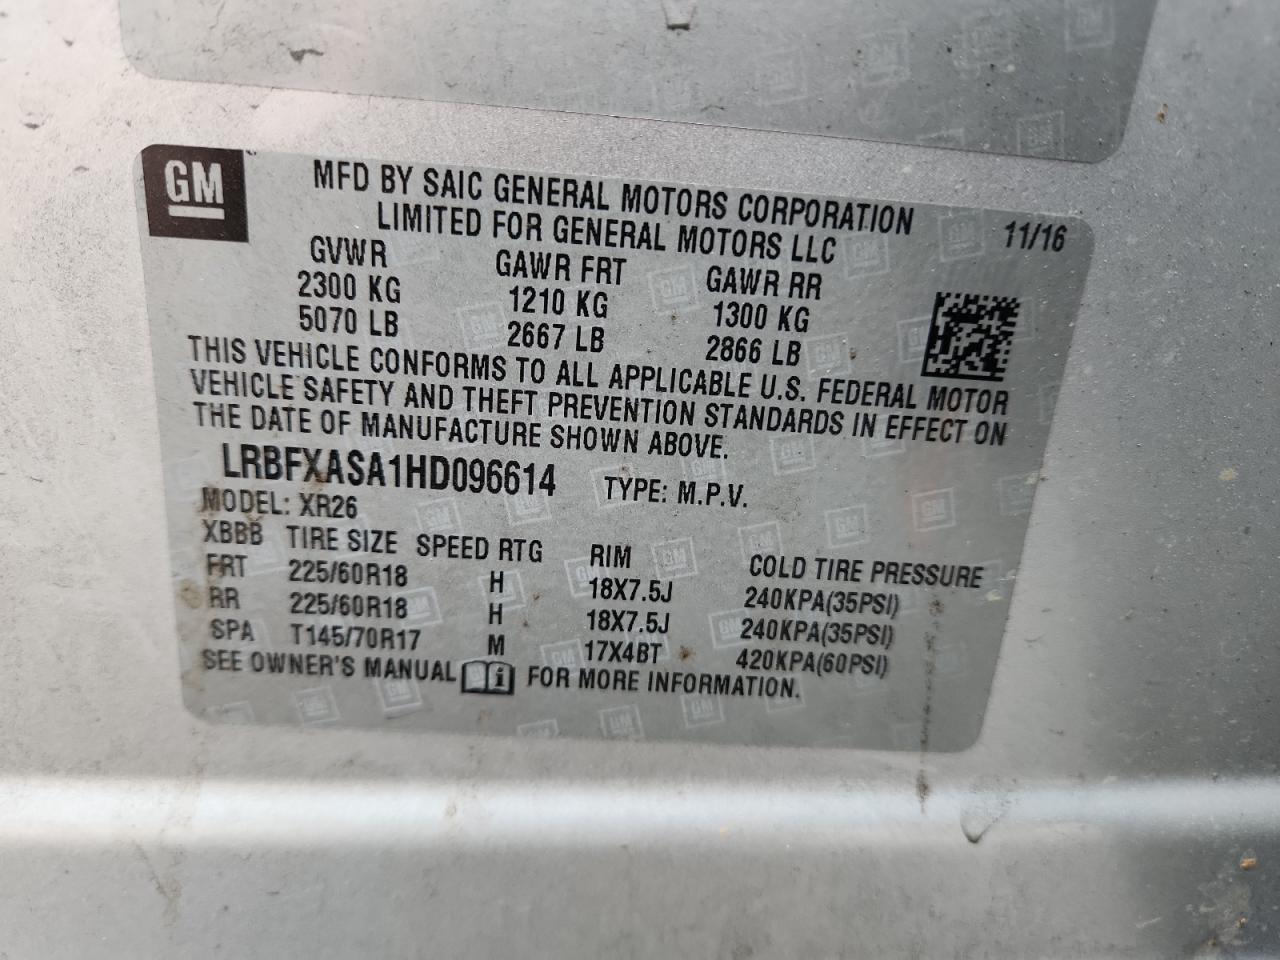 GM
MFD BY SAIC GENERAL MOTORS CORPORATION
LIMITED FOR GENERAL MOTORS LLC
11/16
GVWR GAWR FRT GAWR RR
2300 KG 1210 KG 1300 KG
5070 LB 2667 LB 2866 LB
THIS VEHICLE CONFORMS TO ALL APPLICABLE U.S. FEDERAL MOTOR
VEHICLE SAFETY AND THEFT PREVENTION STANDARDS IN EFFECT ON
THE DATE OF MANUFACTURE SHOWN ABOVE.
LRBFXASA1HD096614 TYPE: M.P.V.
MODEL: XR26
XBBB TIRE SIZE SPEED RTG RIM COLD TIRE PRESSURE
FRT 225/60R18 H 18X7.5J 240KPA(35PSI)
RR 225/60R18 H 18X7.5J 240KPA(35PSI)
SPA T145/70R17 M 17X4BT 420KPA(60PSI)
SEE OWNER'S MANUAL i FOR MORE INFORMATION.